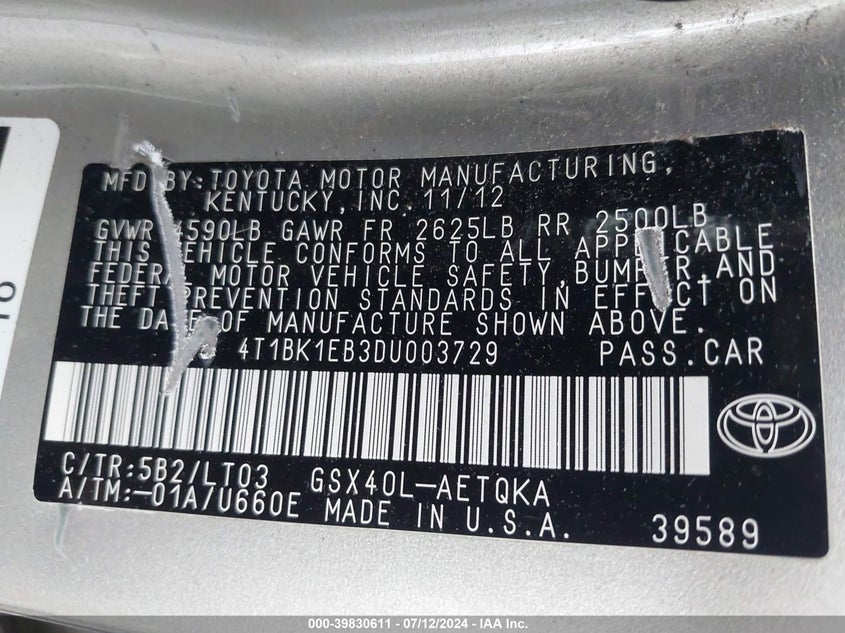 MFD BY: TOYOTA MOTOR MANUFACTURING,
KENTUCKY, INC. 11/12
GVWR 4590LB GAWR FR 2625LB RR 2500LB
THIS VEHICLE CONFORMS TO ALL APPLICABLE
FEDERAL MOTOR VEHICLE SAFETY, BUMPER, AND
THEFT PREVENTION STANDARDS IN EFFECT ON
THE DATE OF MANUFACTURE SHOWN ABOVE.
4T1BK1EB3DU003729 PASS.CAR
C/TR:5B2/LT03 GSX40L-AETQKA
A/TM:-01A/U660E MADE IN U.S.A. 39589
000-39830611 - 07/12/2024 - IAA Inc.